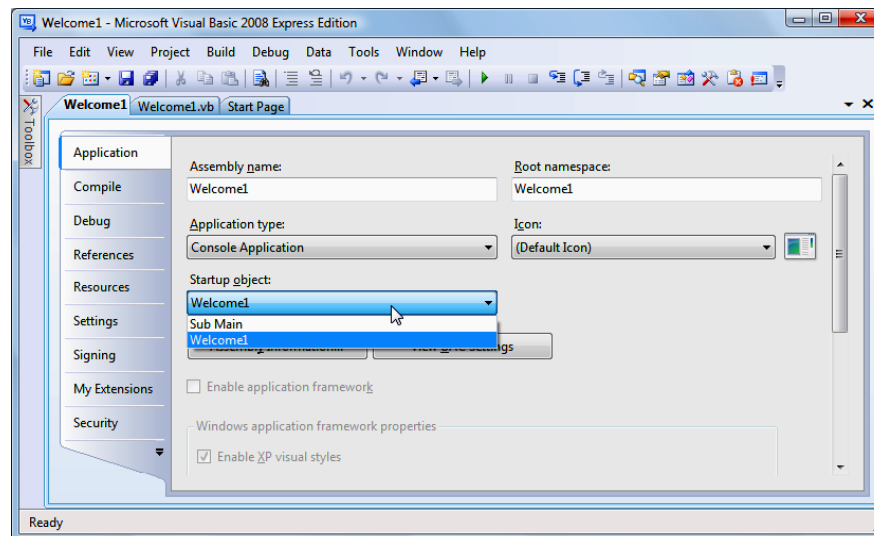 Welcome1 - Microsoft Visual Basic 2008 Express Edition
File Edit View Project Build Debug Data Tools Window Help
Welcome1 Welcome1.vb Start Page
Toolbox
Application
Compile
Debug
References
Resources
Settings
Signing
My Extensions
Security
Assembly name: Root namespace:
Welcome1 Welcome1
Application type: Icon:
Console Application (Default Icon)
Startup object:
Welcome1
Sub Main
Welcome1
Enable application framework
Windows application framework properties
Enable XP visual styles
Ready